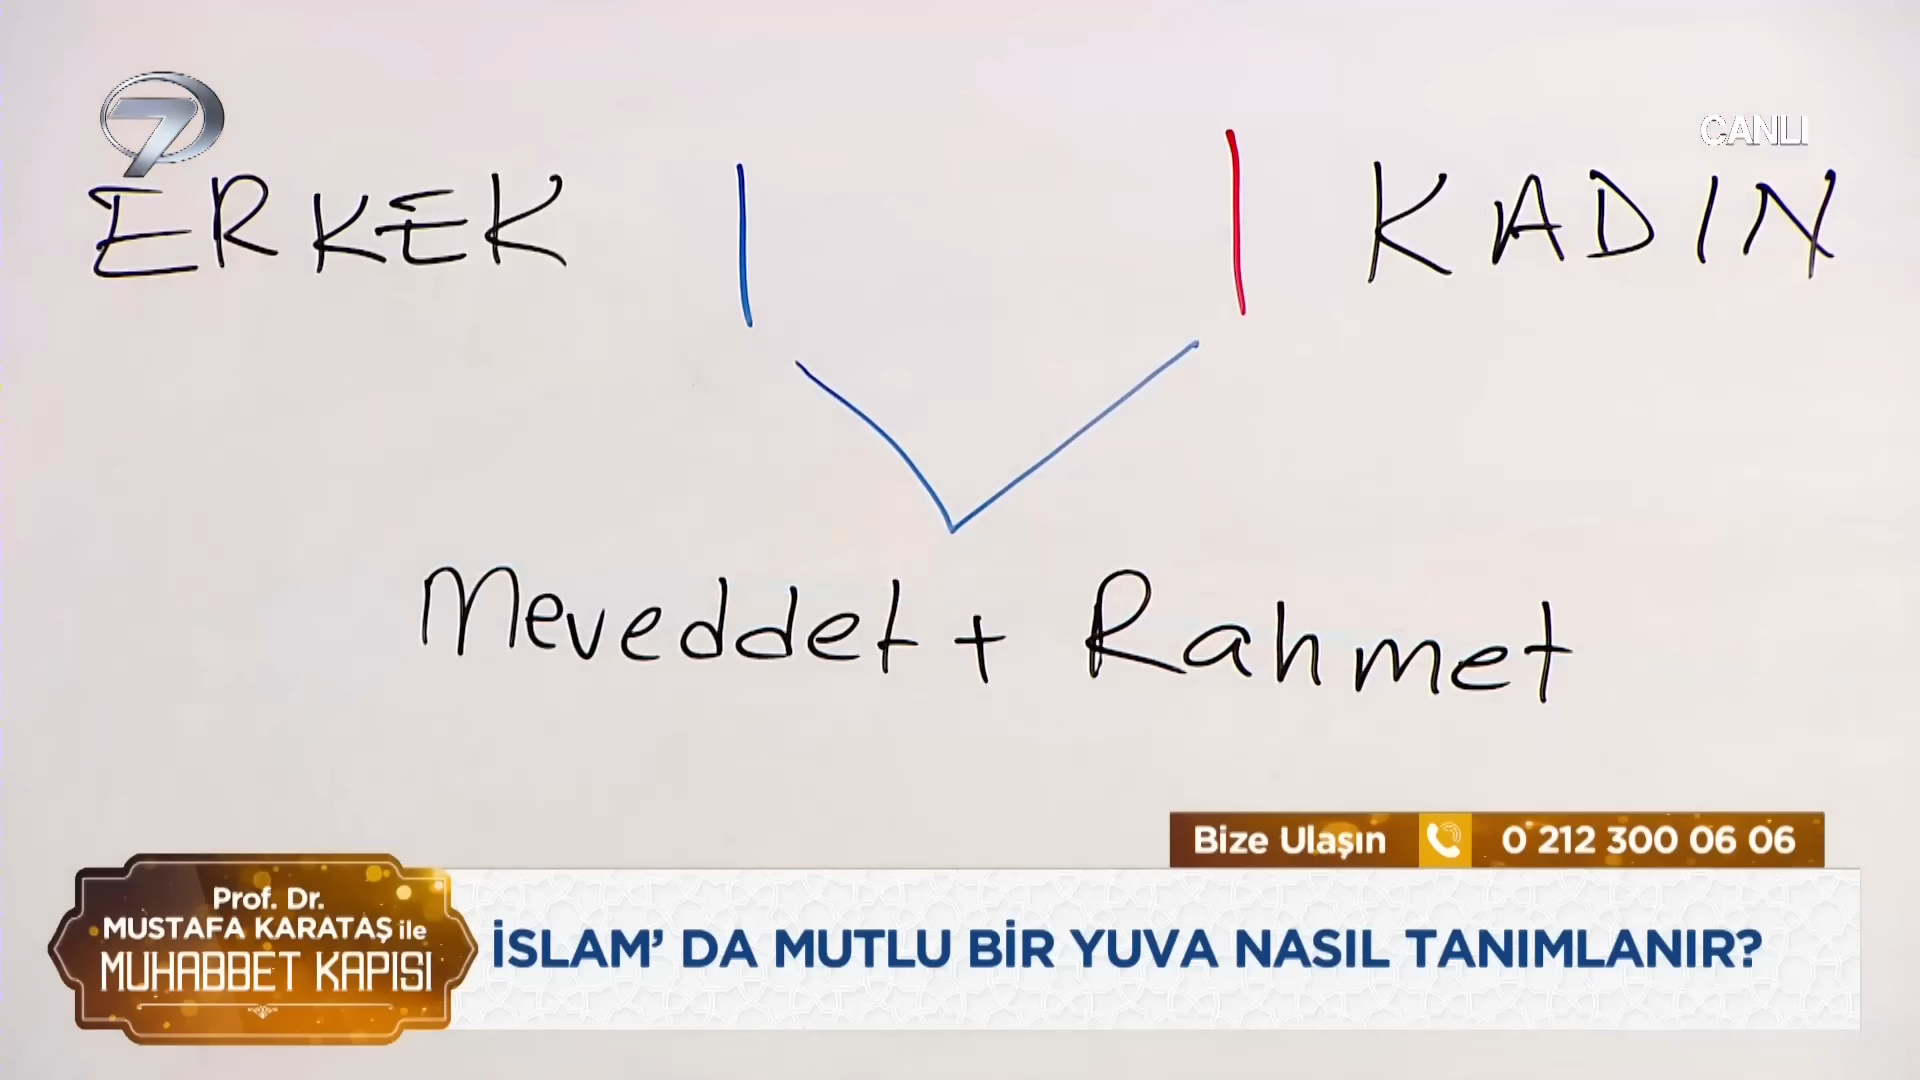 7
CANLI
ERKEK | | KADIN
Meveddet + Rahmet
Bize Ulaşın 0 212 300 06 06
Prof. Dr.
MUSTAFA KARATAŞ ile
MUHABBET KAPISI
İSLAM' DA MUTLU BİR YUVA NASIL TANIMLANIR?